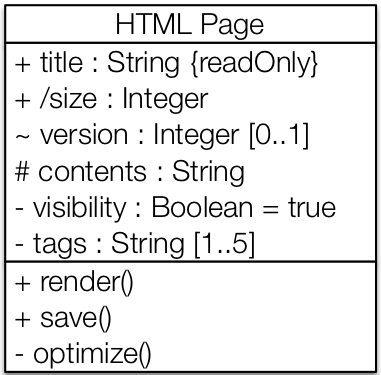 HTML Page
+ title : String {readOnly}
+ /size : Integer
~ version : Integer [0..1]
# contents : String
- visibility : Boolean = true
- tags : String [1..5]
+ render()
+ save()
- optimize()